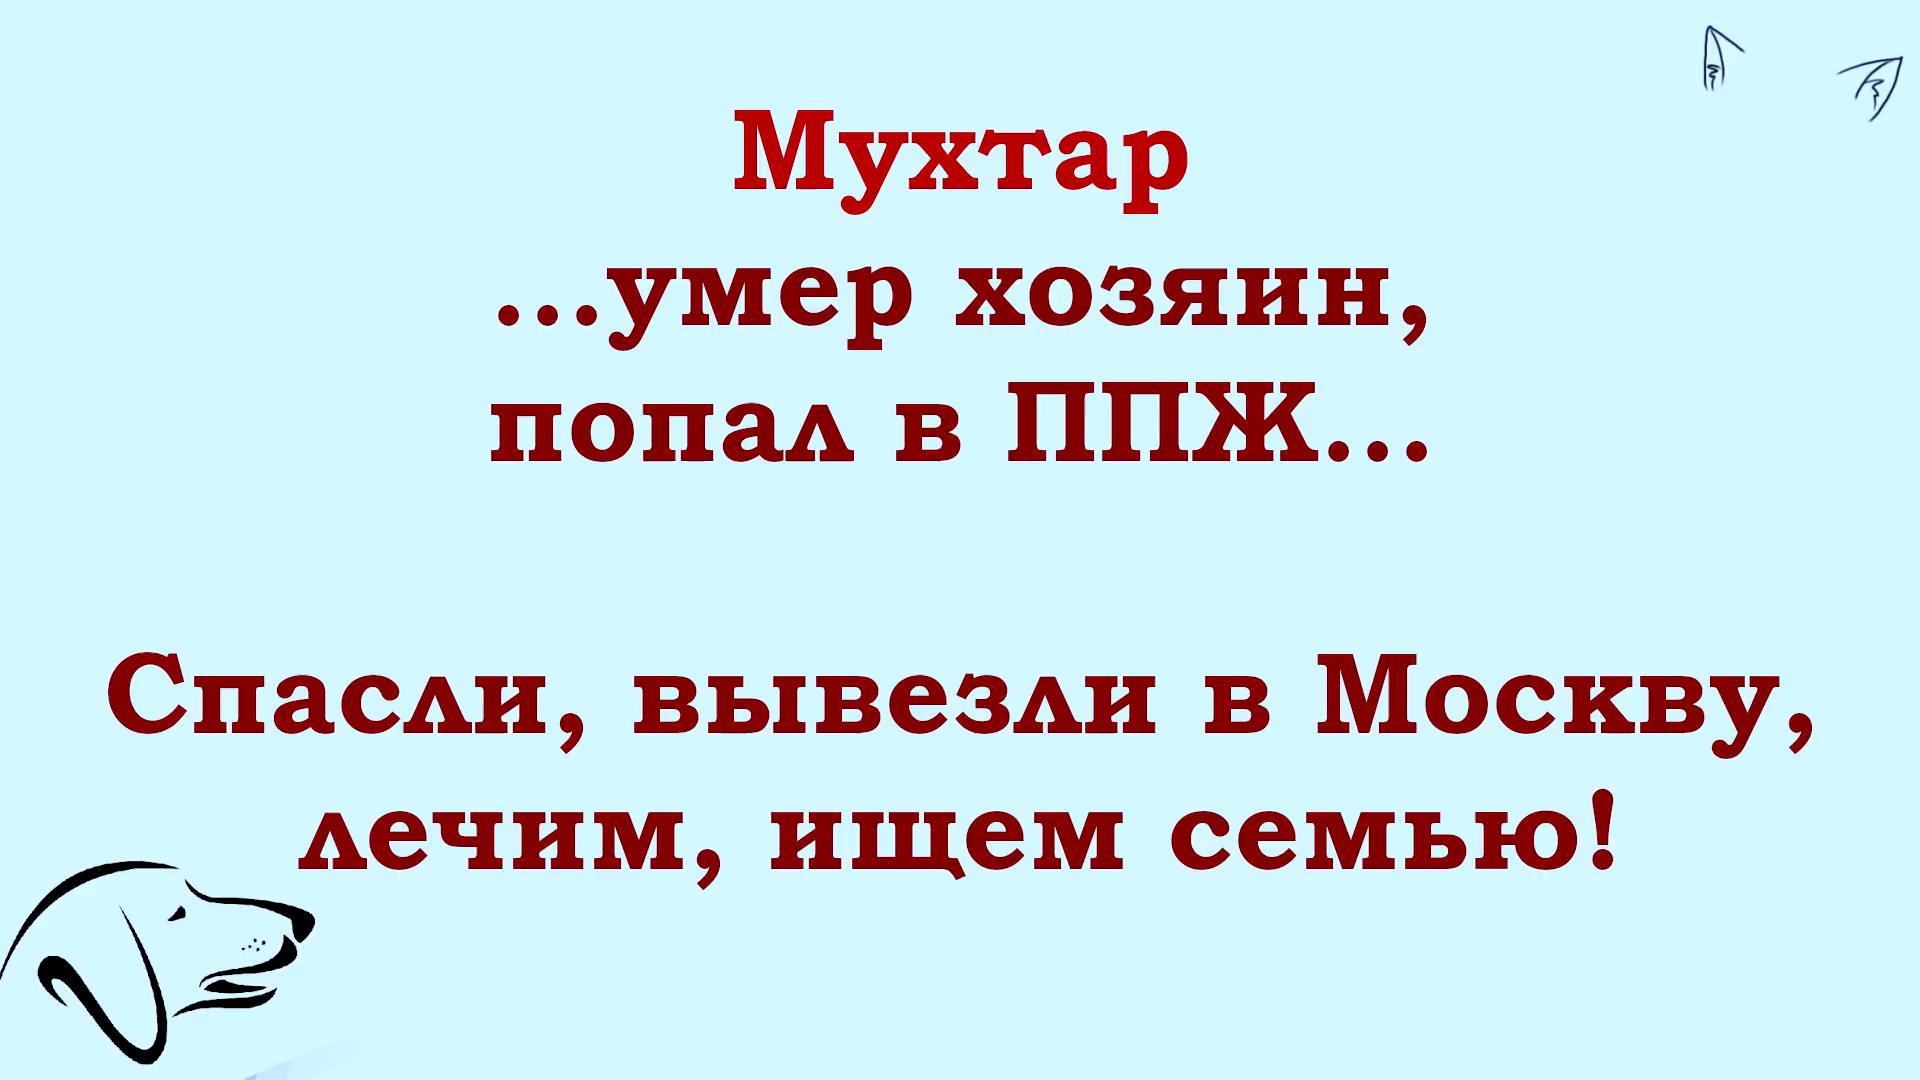 Мухтар
...умер хозяин,
попал в ППЖ...
Спасли, вывезли в Москву,
лечим, ищем семью!